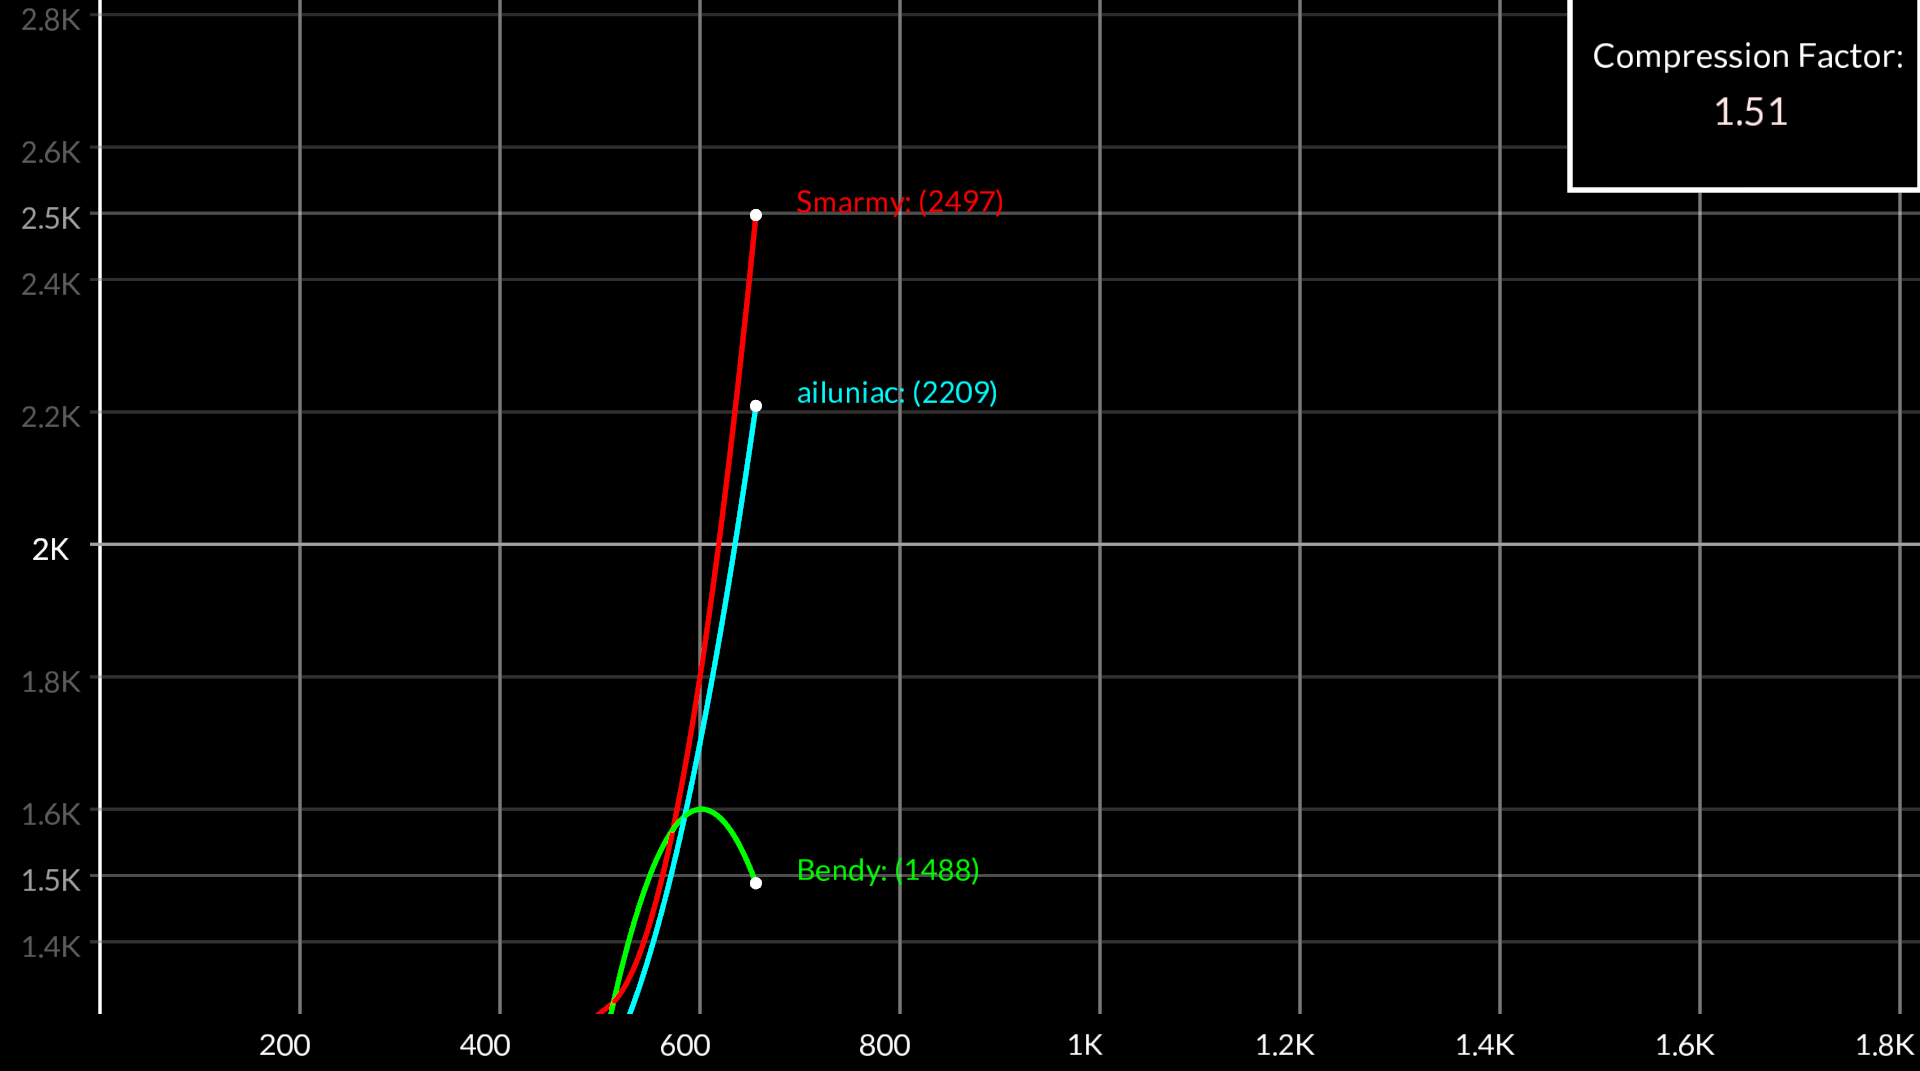 2.8K
Compression Factor:
1.51
2.6K
Smarmy: (2497)
2.5K
2.4K
ailuniac: (2209)
2.2K
2K
1.8K
1.6K
Bendy: (1488)
1.5K
1.4K
200 400 600 800 1K 1.2K 1.4K 1.6K 1.8K